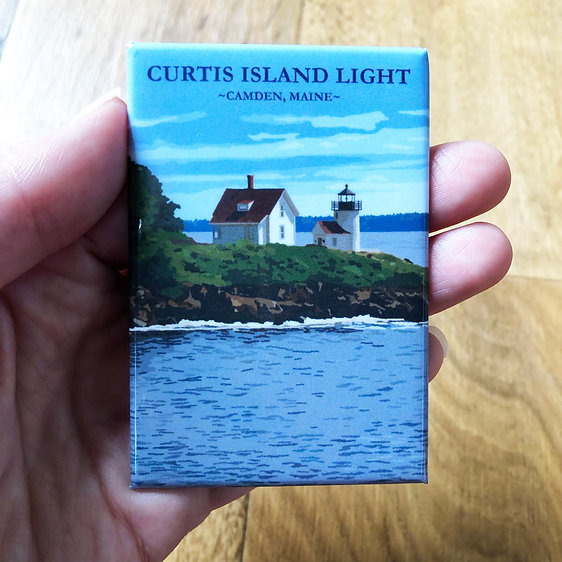 CURTIS ISLAND LIGHT
~CAMDEN, MAINE~